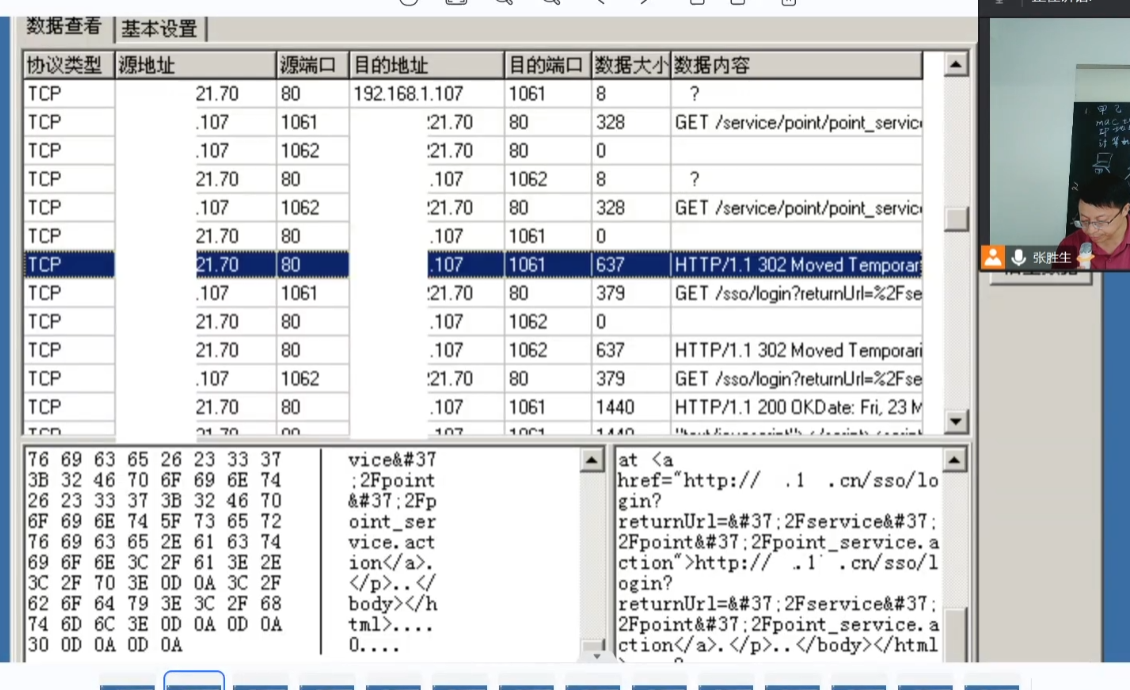 正在讲话:
数据查看 基本设置
协议类型 源地址 源端口 目的地址 目的端口 数据大小 数据内容
TCP 21.70 80 192.168.1.107 1061 8 ?
TCP .107 1061 :21.70 80 328 GET /service/point/point_servic
TCP .107 1062 :21.70 80 0
TCP 21.70 80 .107 1062 8 ?
TCP .107 1062 :21.70 80 328 GET /service/point/point_servic
TCP 21.70 80 .107 1061 0
TCP 21.70 80 .107 1061 637 HTTP/1.1 302 Moved Temporar
TCP .107 1061 :21.70 80 379 GET /sso/login?returnUrl=%2Fse
TCP 21.70 80 .107 1062 0
TCP 21.70 80 .107 1062 637 HTTP/1.1 302 Moved Temporari
TCP .107 1062 :21.70 80 379 GET /sso/login?returnUrl=%2Fse
TCP 21.70 80 .107 1061 1440 HTTP/1.1 200 OKDate: Fri, 23 M
张胜生
76 69 63 65 26 23 33 37 vice&#37
3B 32 46 70 6F 69 6E 74 ;2Fpoint
26 23 33 37 3B 32 46 70 &#37;2Fp
6F 69 6E 74 5F 73 65 72 oint_ser
76 69 63 65 2E 61 63 74 vice.act
69 6F 6E 3C 2F 61 3E 2E ion</a>.
3C 2F 70 3E 0D 0A 3C 2F </p>..</
62 6F 64 79 3E 3C 2F 68 body></h
74 6D 6C 3E 0D 0A 0D 0A tml>....
30 0D 0A 0D 0A 0....
at <a
href="http:// .1 .cn/sso/lo
gin?
returnUrl=&#37;2Fservice&#37;
2Fpoint&#37;2Fpoint_service.a
ction">http:// .1 .cn/sso/l
ogin?
returnUrl=&#37;2Fservice&#37;
2Fpoint&#37;2Fpoint_service.a
ction</a>.</p>..</body></html